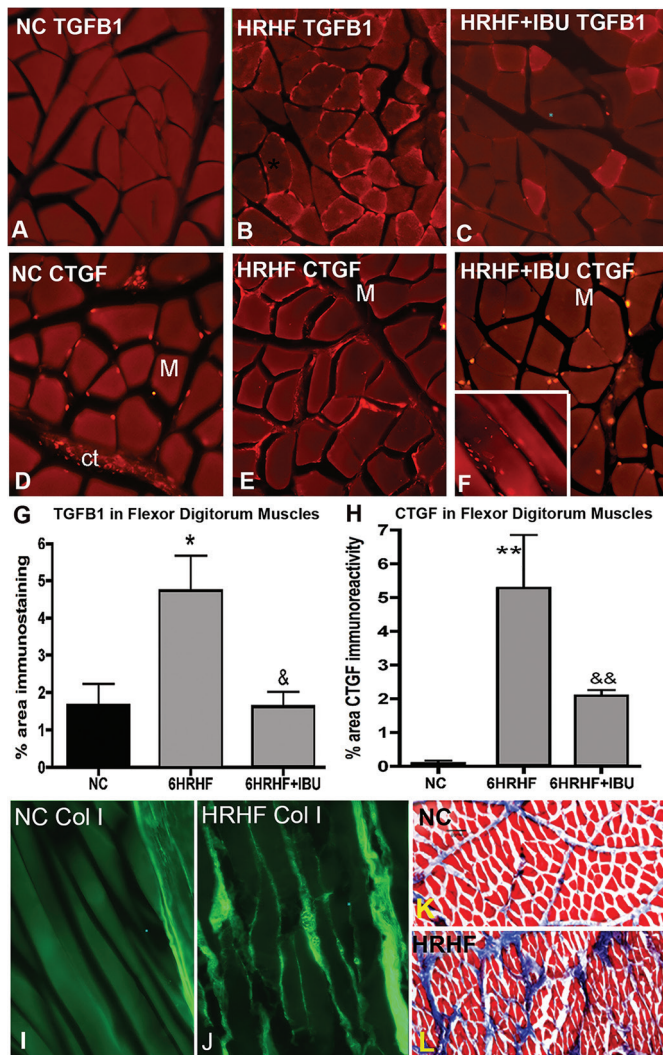 NC TGFB1
HRHF TGFB1
HRHF+IBU TGFB1
*
A
B
C
NC CTGF
HRHF CTGF
HRHF+IBU CTGF
M
M
M
ct
D
E
F
G
TGFB1 in Flexor Digitorum Muscles
% area immunostaining
6
5
4
3
2
1
0
*
&
NC
6HRHF
6HRHF+IBU
H
CTGF in Flexor Digitorum Muscles
% area CTGF immunoreactivity
7
6
5
4
3
2
1
0
**
&&
NC
6HRHF
6HRHF+IBU
NC Col I
HRHF Col I
NC
K
HRHF
I
J
L